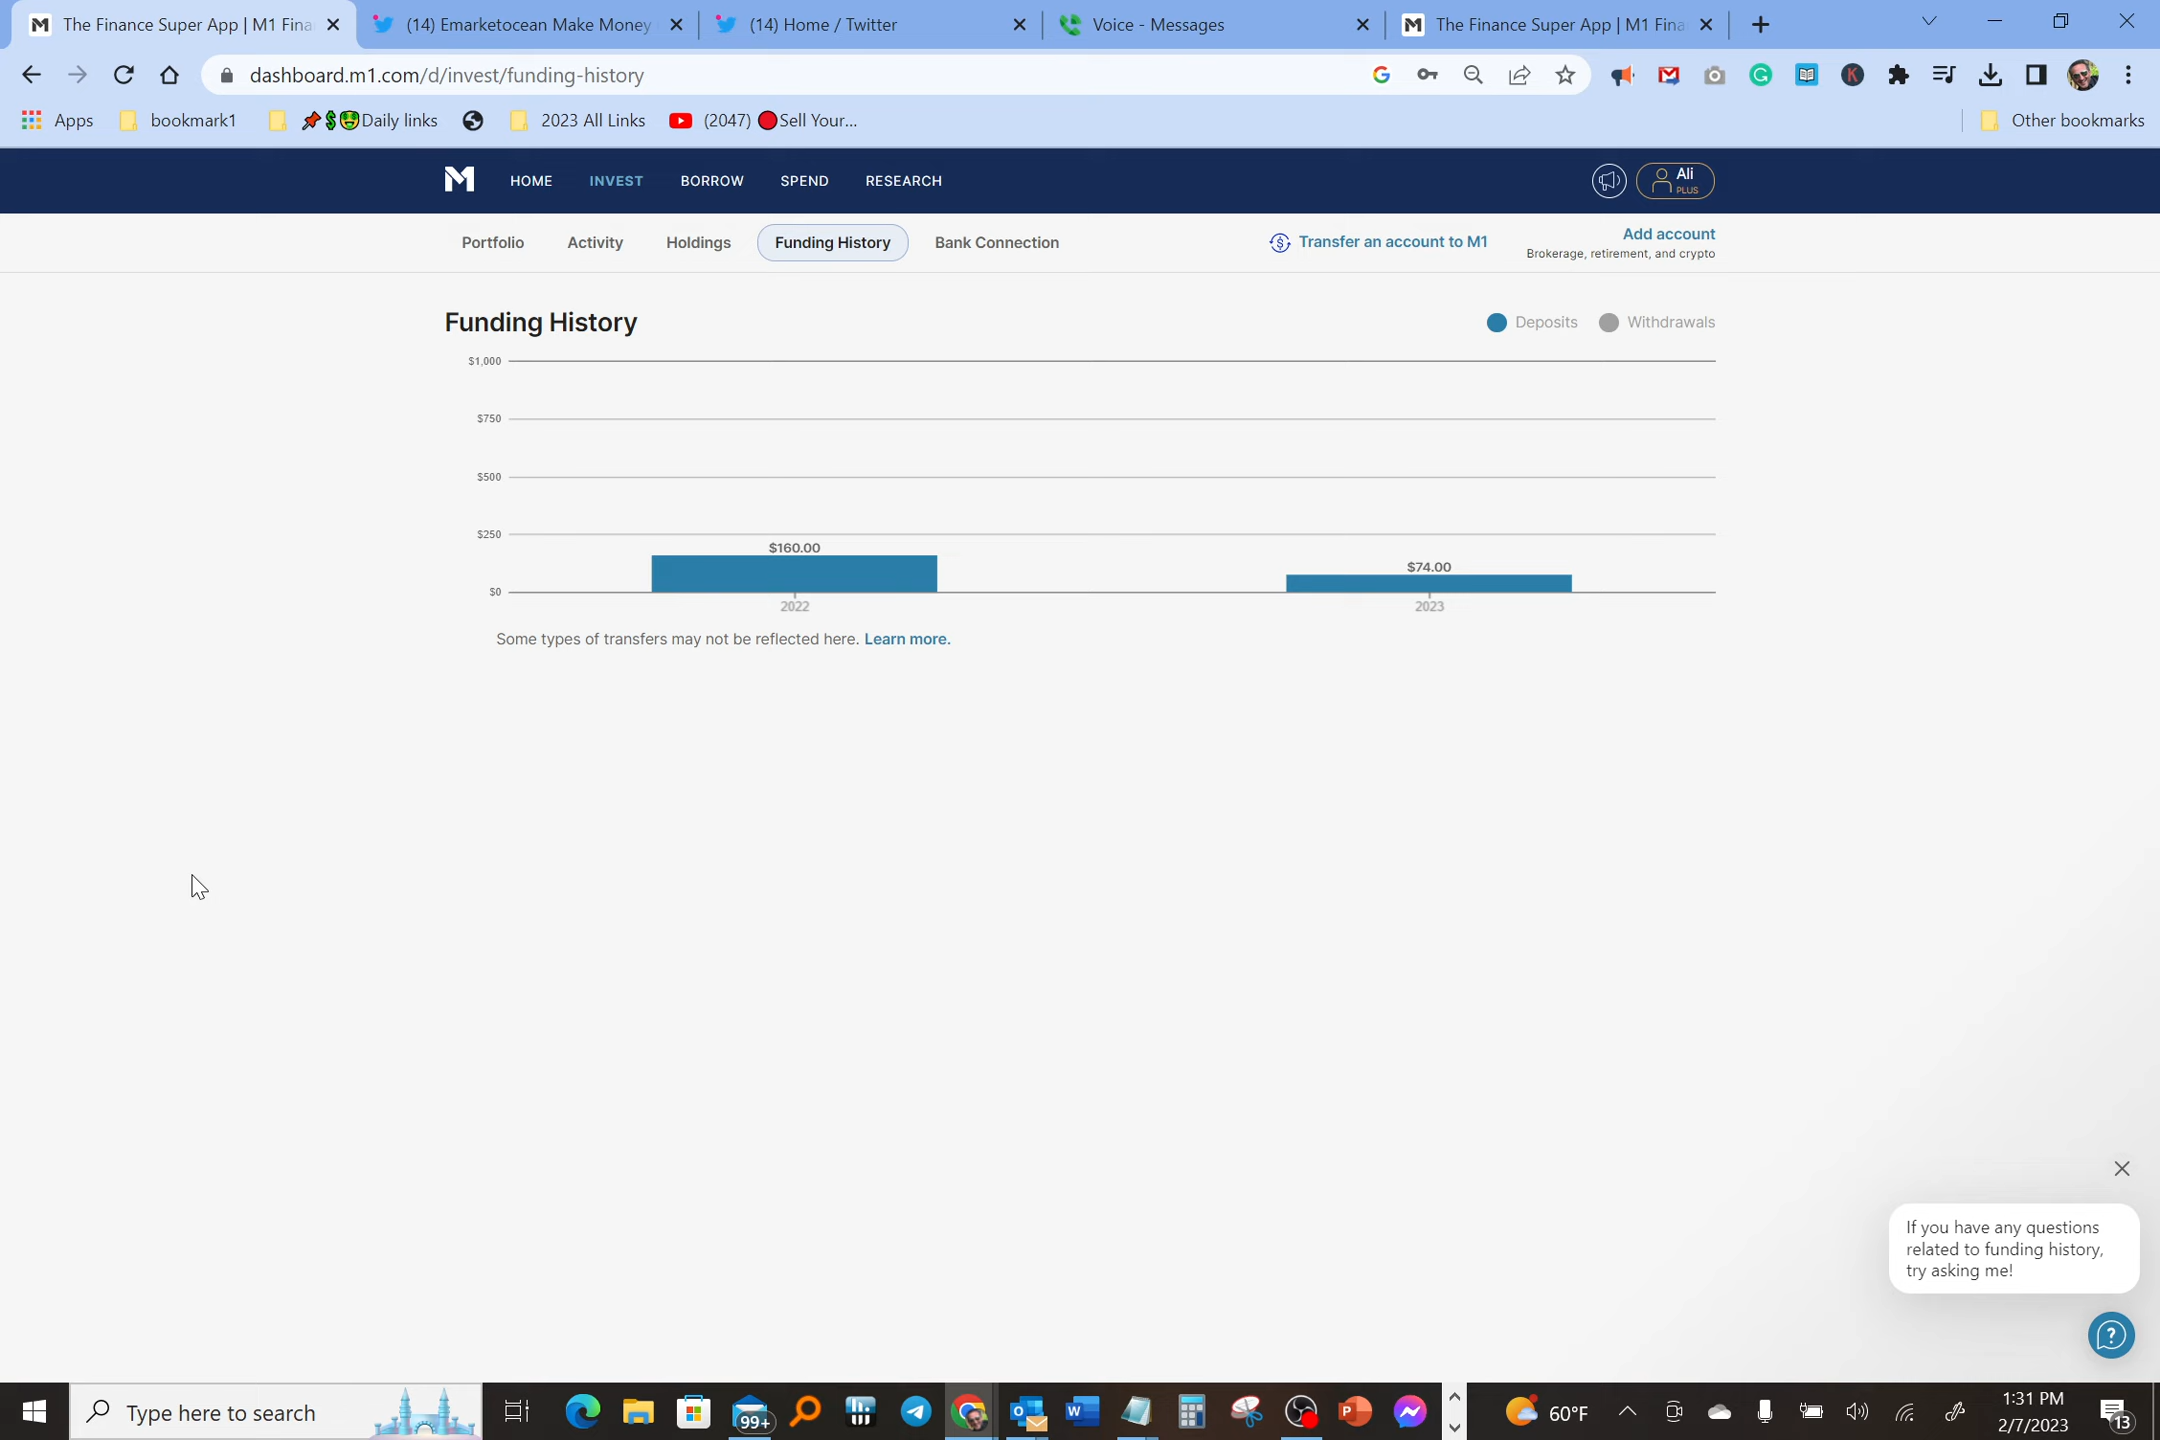 The Finance Super App | M1 Fina
(14) Emarketocean Make Money
(14) Home / Twitter
Voice - Messages
The Finance Super App | M1 Fina
dashboard.m1.com/d/invest/funding-history
Apps
bookmark1
Daily links
2023 All Links
(2047) 🔴Sell Your...
Other bookmarks
HOME
INVEST
BORROW
SPEND
RESEARCH
Ali
PLUS
Portfolio
Activity
Holdings
Funding History
Bank Connection
Transfer an account to M1
Add account
Brokerage, retirement, and crypto
Funding History
Deposits
Withdrawals
$1,000
$750
$500
$250
$0
$160.00
$74.00
2022
2023
Some types of transfers may not be reflected here. Learn more.
If you have any questions
related to funding history,
try asking me!
Type here to search
99+
60°F
1:31 PM
2/7/2023
13